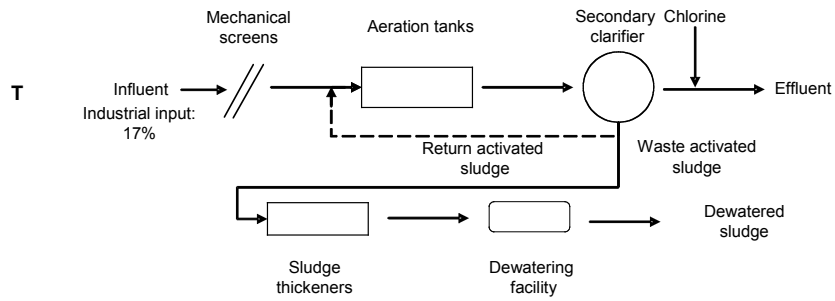 Mechanical
screens
Aeration tanks
Secondary
clarifier
Chlorine
T
Influent
Industrial input:
17%
Effluent
Return activated
sludge
Waste activated
sludge
Dewatered
sludge
Sludge
thickeners
Dewatering
facility